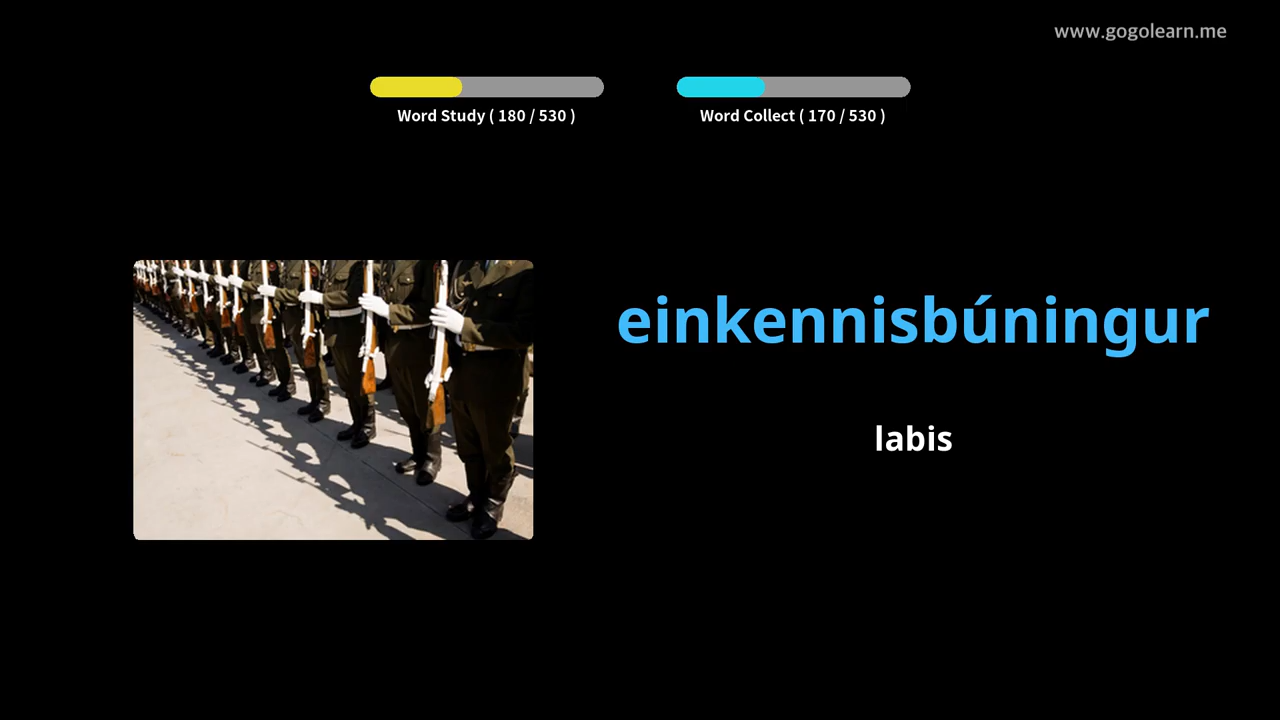 www.gogolearn.me
Word Study ( 180 / 530 )
Word Collect ( 170 / 530 )
einkennisbúningur
labis